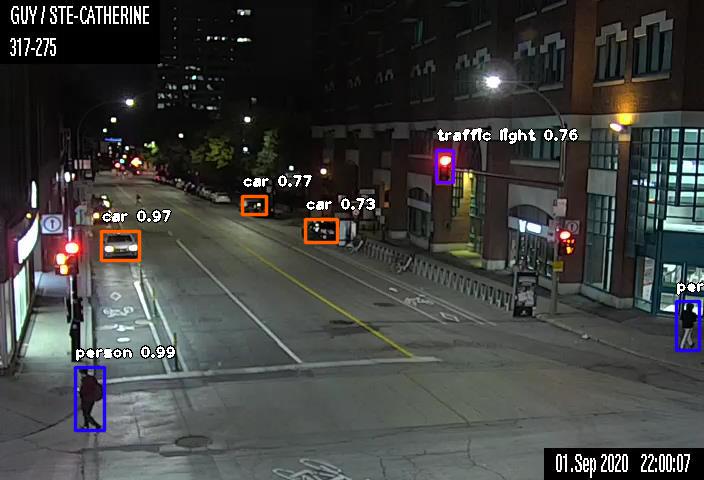 GUY / STE-CATHERINE
317-275
traffic light 0.76
car 0.77
car 0.73
car 0.97
per
person 0.99
01.Sep 2020 22:00:07